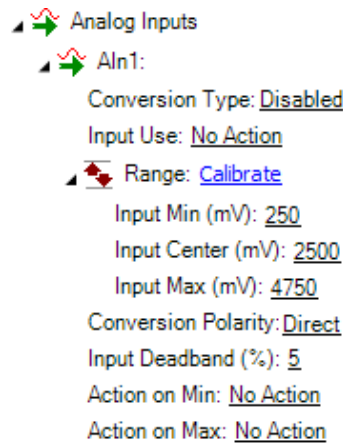 Analog Inputs
AIn1:
Conversion Type: Disabled
Input Use: No Action
Range: Calibrate
Input Min (mV): 250
Input Center (mV): 2500
Input Max (mV): 4750
Conversion Polarity: Direct
Input Deadband (%): 5
Action on Min: No Action
Action on Max: No Action